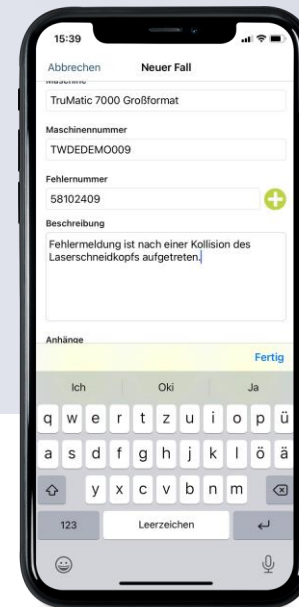 15:39
Abbrechen Neuer Fall
Maschine
TruMatic 7000 Großformat
Maschinennummer
TWDEDEMO009
Fehlernummer
58102409
Beschreibung
Fehlermeldung ist nach einer Kollision des
Laserschneidkopfs aufgetreten.
Anhänge
Fertig
Ich Oki Ja
q w e r t z u i o p ü
a s d f g h j k l ö ä
y x c v b n m
123 Leerzeichen